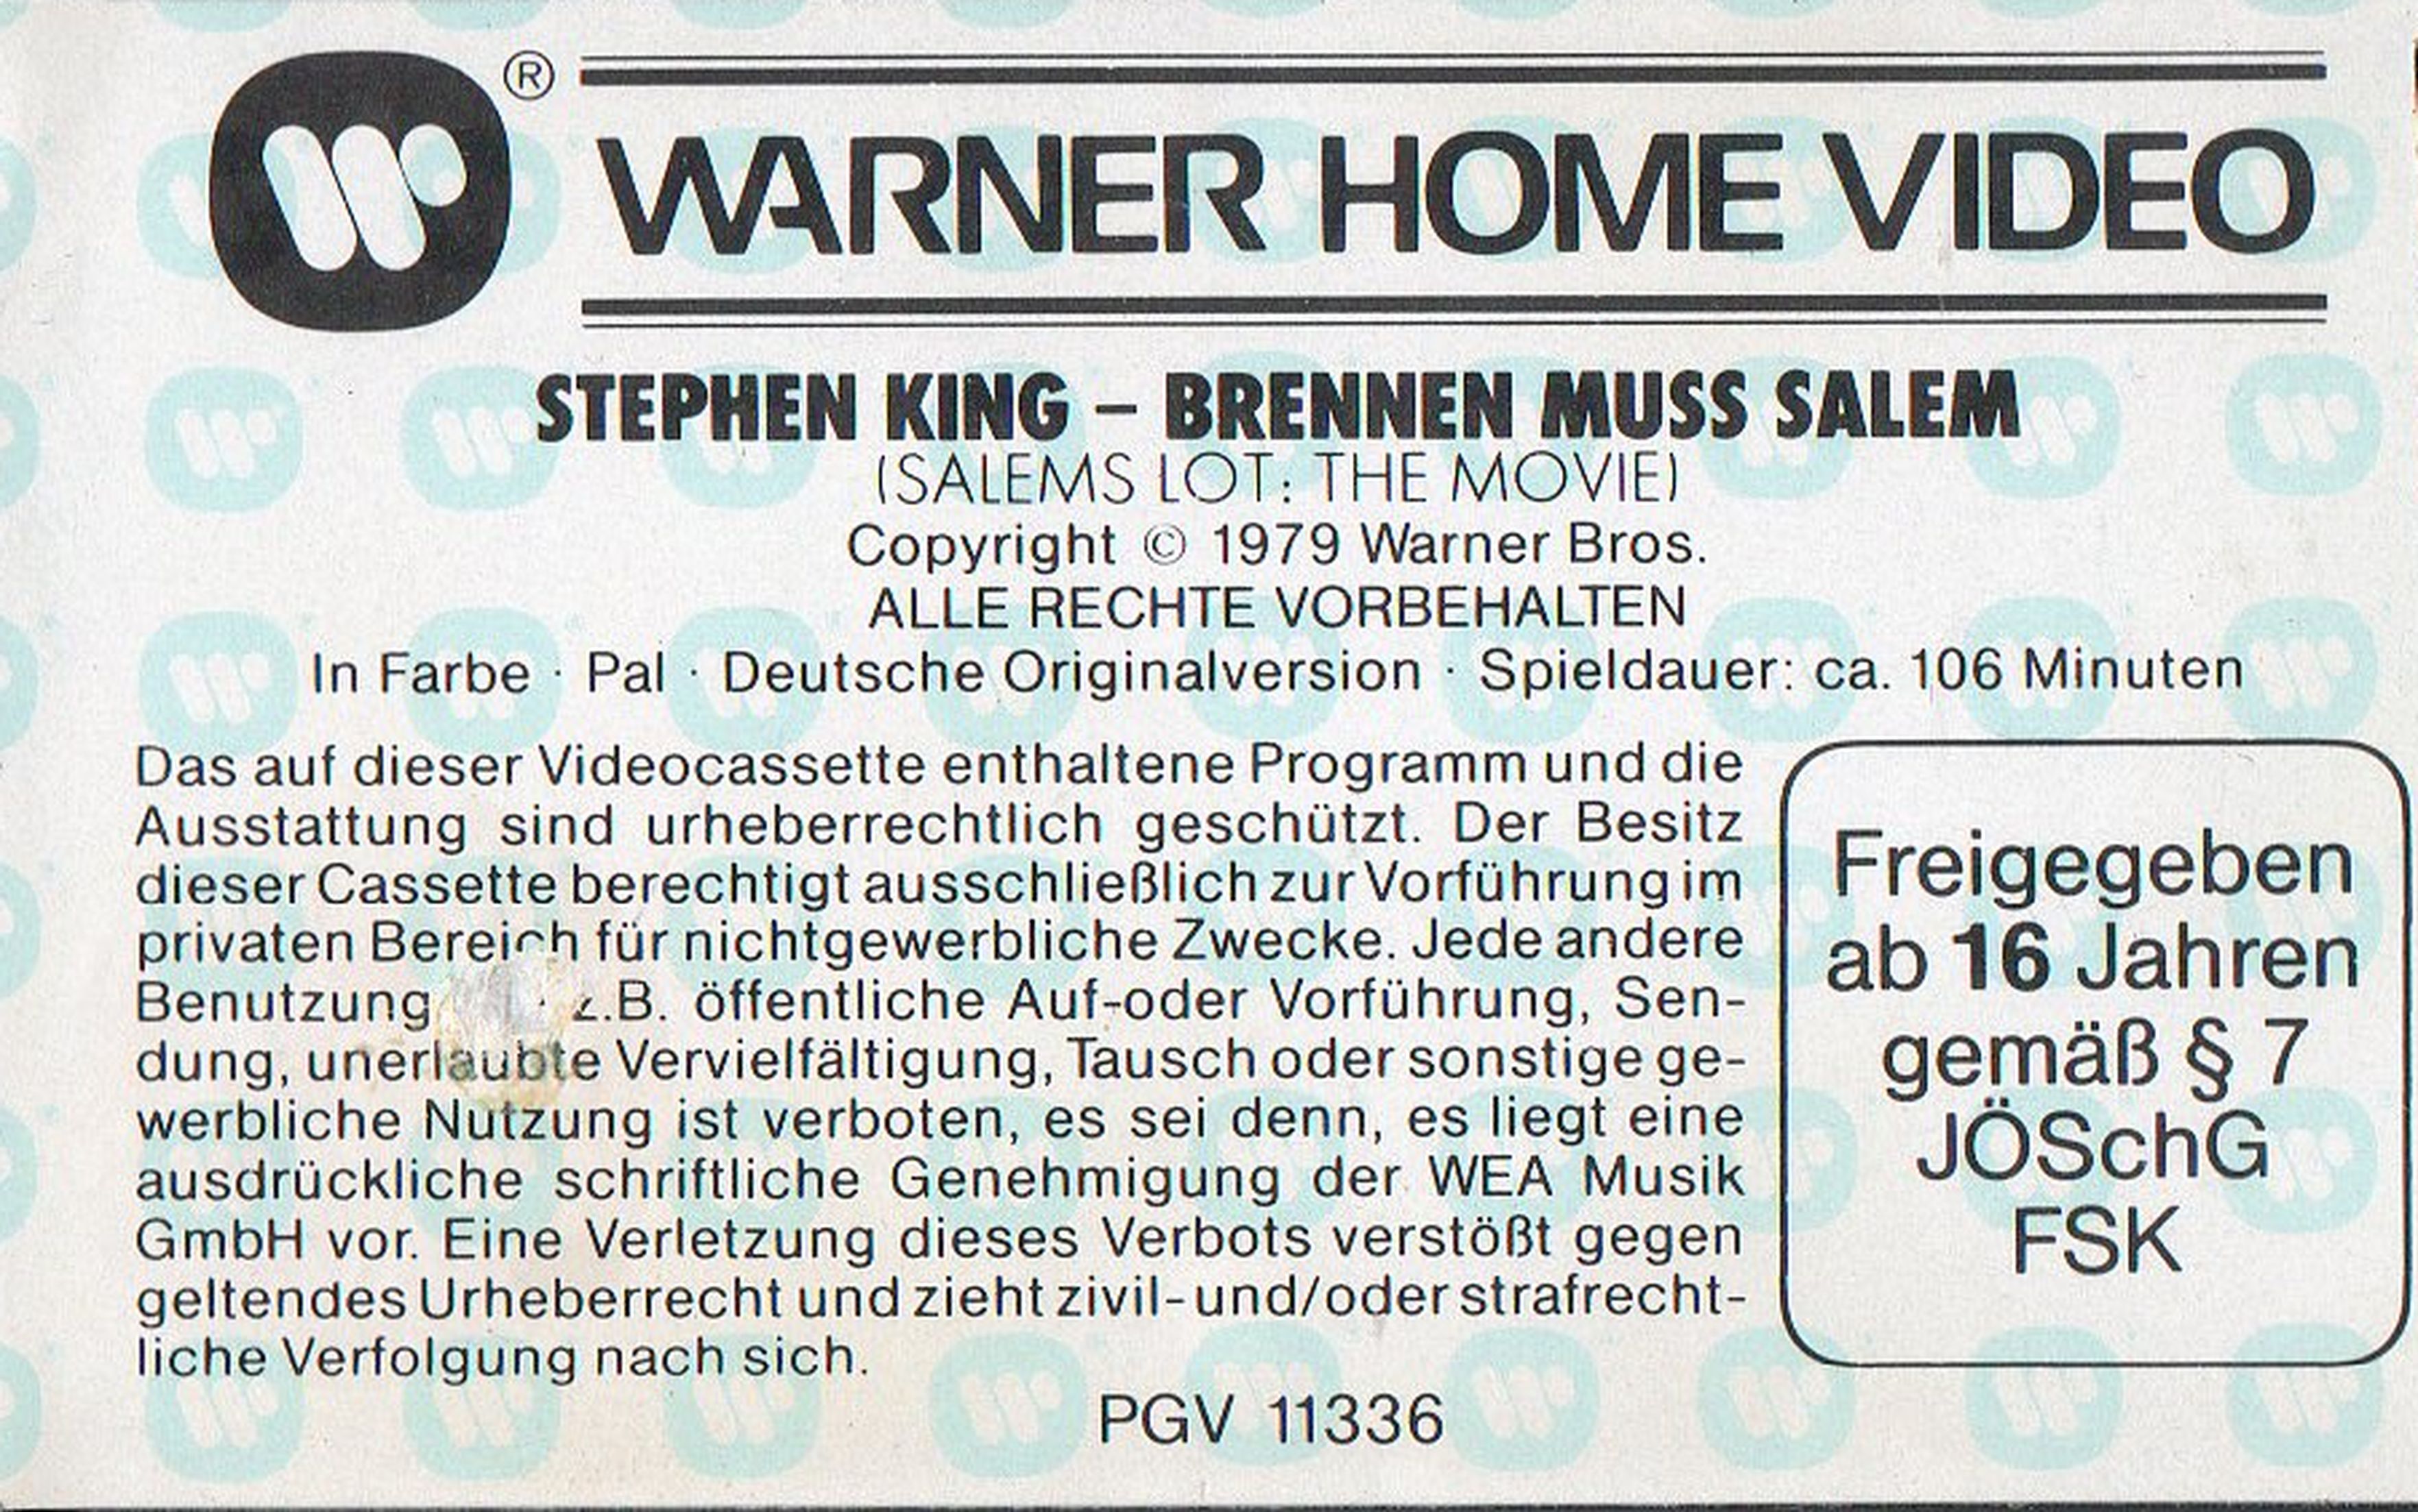 ®
WARNER HOME VIDEO
STEPHEN KING – BRENNEN MUSS SALEM
(SALEMS LOT: THE MOVIE)
Copyright © 1979 Warner Bros.
ALLE RECHTE VORBEHALTEN
In Farbe · Pal · Deutsche Originalversion · Spieldauer: ca. 106 Minuten
Das auf dieser Videocassette enthaltene Programm und die
Ausstattung sind urheberrechtlich geschützt. Der Besitz
dieser Cassette berechtigt ausschließlich zur Vorführung im
privaten Bereich für nichtgewerbliche Zwecke. Jede andere
Benutzung z.B. öffentliche Auf-oder Vorführung, Sen-
dung, unerlaubte Vervielfältigung, Tausch oder sonstige ge-
werbliche Nutzung ist verboten, es sei denn, es liegt eine
ausdrückliche schriftliche Genehmigung der WEA Musik
GmbH vor. Eine Verletzung dieses Verbots verstößt gegen
geltendes Urheberrecht und zieht zivil-und/oder strafrecht-
liche Verfolgung nach sich.
Freigegeben
ab 16 Jahren
gemäß § 7
JÖSchG
FSK
PGV 11336